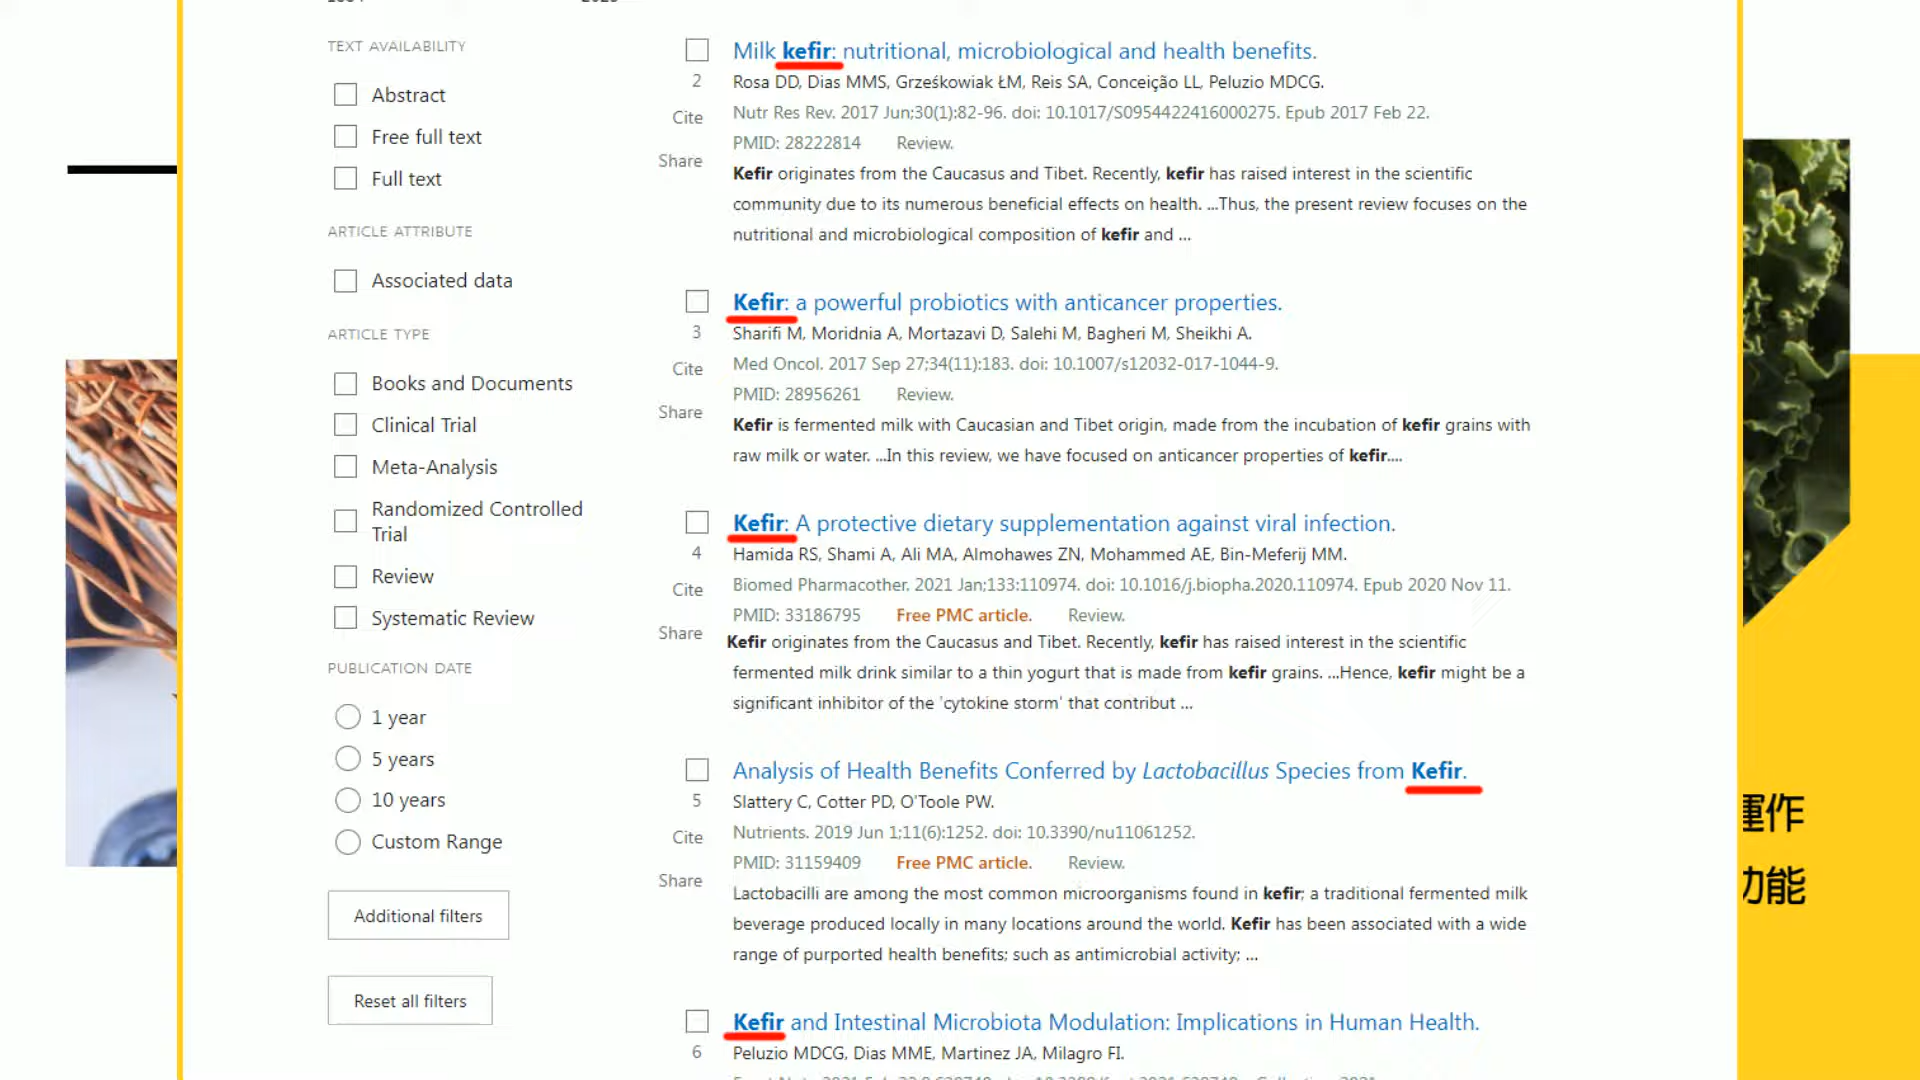 TEXT AVAILABILITY
Abstract
Free full text
Full text
ARTICLE ATTRIBUTE
Associated data
ARTICLE TYPE
Books and Documents
Clinical Trial
Meta-Analysis
Randomized Controlled
Trial
Review
Systematic Review
PUBLICATION DATE
1 year
5 years
10 years
Custom Range
Additional filters
Reset all filters
Milk kefir: nutritional, microbiological and health benefits.
2
Rosa DD, Dias MMS, Grześkowiak ŁM, Reis SA, Conceição LL, Peluzio MDCG.
Cite
Nutr Res Rev. 2017 Jun;30(1):82-96. doi: 10.1017/S0954422416000275. Epub 2017 Feb 22.
PMID: 28222814 Review.
Share
Kefir originates from the Caucasus and Tibet. Recently, kefir has raised interest in the scientific
community due to its numerous beneficial effects on health. ...Thus, the present review focuses on the
nutritional and microbiological composition of kefir and ...
Kefir: a powerful probiotics with anticancer properties.
3
Sharifi M, Moridnia A, Mortazavi D, Salehi M, Bagheri M, Sheikhi A.
Cite
Med Oncol. 2017 Sep 27;34(11):183. doi: 10.1007/s12032-017-1044-9.
PMID: 28956261 Review.
Share
Kefir is fermented milk with Caucasian and Tibet origin, made from the incubation of kefir grains with
raw milk or water. ...In this review, we have focused on anticancer properties of kefir....
Kefir: A protective dietary supplementation against viral infection.
4
Hamida RS, Shami A, Ali MA, Almohawes ZN, Mohammed AE, Bin-Meferij MM.
Cite
Biomed Pharmacother. 2021 Jan;133:110974. doi: 10.1016/j.biopha.2020.110974. Epub 2020 Nov 11.
PMID: 33186795 Free PMC article. Review.
Share
Kefir originates from the Caucasus and Tibet. Recently, kefir has raised interest in the scientific
fermented milk drink similar to a thin yogurt that is made from kefir grains. ...Hence, kefir might be a
significant inhibitor of the 'cytokine storm' that contribut ...
Analysis of Health Benefits Conferred by Lactobacillus Species from Kefir.
5
Slattery C, Cotter PD, O'Toole PW.
Cite
Nutrients. 2019 Jun 1;11(6):1252. doi: 10.3390/nu11061252.
PMID: 31159409 Free PMC article. Review.
Share
Lactobacilli are among the most common microorganisms found in kefir; a traditional fermented milk
beverage produced locally in many locations around the world. Kefir has been associated with a wide
range of purported health benefits; such as antimicrobial activity; ...
Kefir and Intestinal Microbiota Modulation: Implications in Human Health.
6
Peluzio MDCG, Dias MME, Martinez JA, Milagro FI.
運作
功能